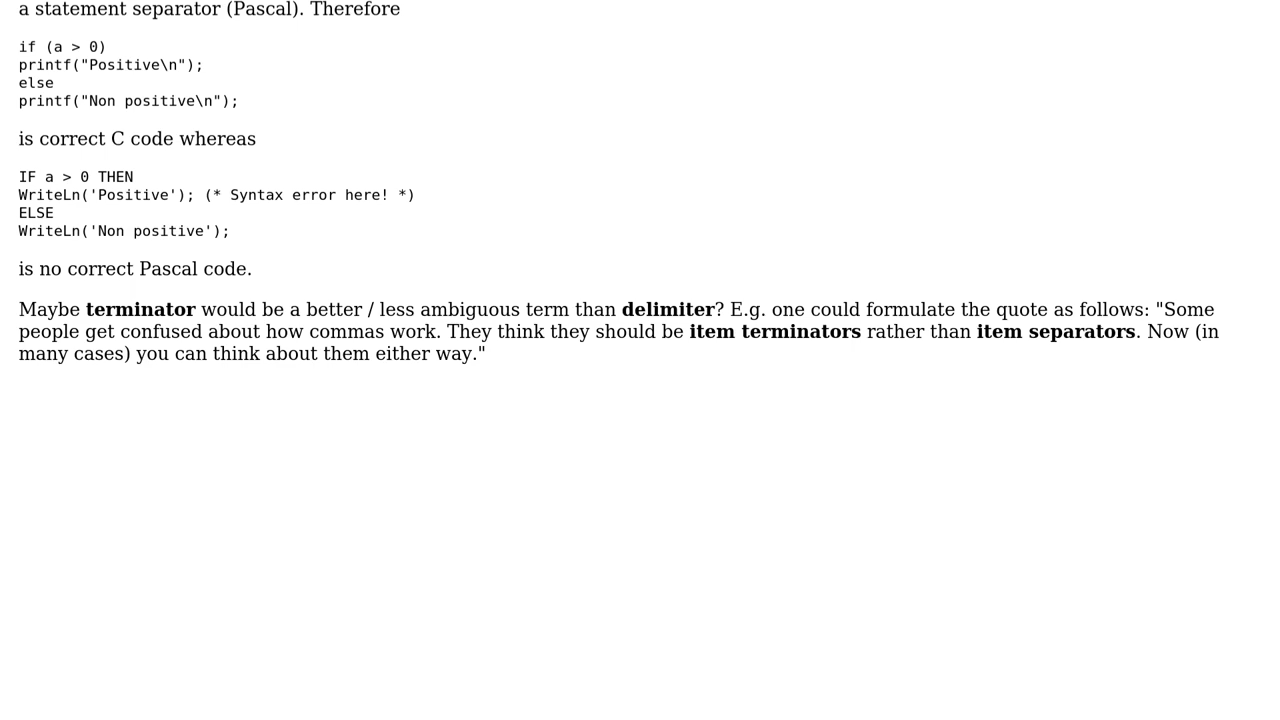 a statement separator (Pascal). Therefore
if (a > 0)
printf("Positive\n");
else
printf("Non positive\n");
is correct C code whereas
IF a > 0 THEN
WriteLn('Positive'); (* Syntax error here! *)
ELSE
WriteLn('Non positive');
is no correct Pascal code.
Maybe terminator would be a better / less ambiguous term than delimiter? E.g. one could formulate the quote as follows: "Some
people get confused about how commas work. They think they should be item terminators rather than item separators. Now (in
many cases) you can think about them either way."